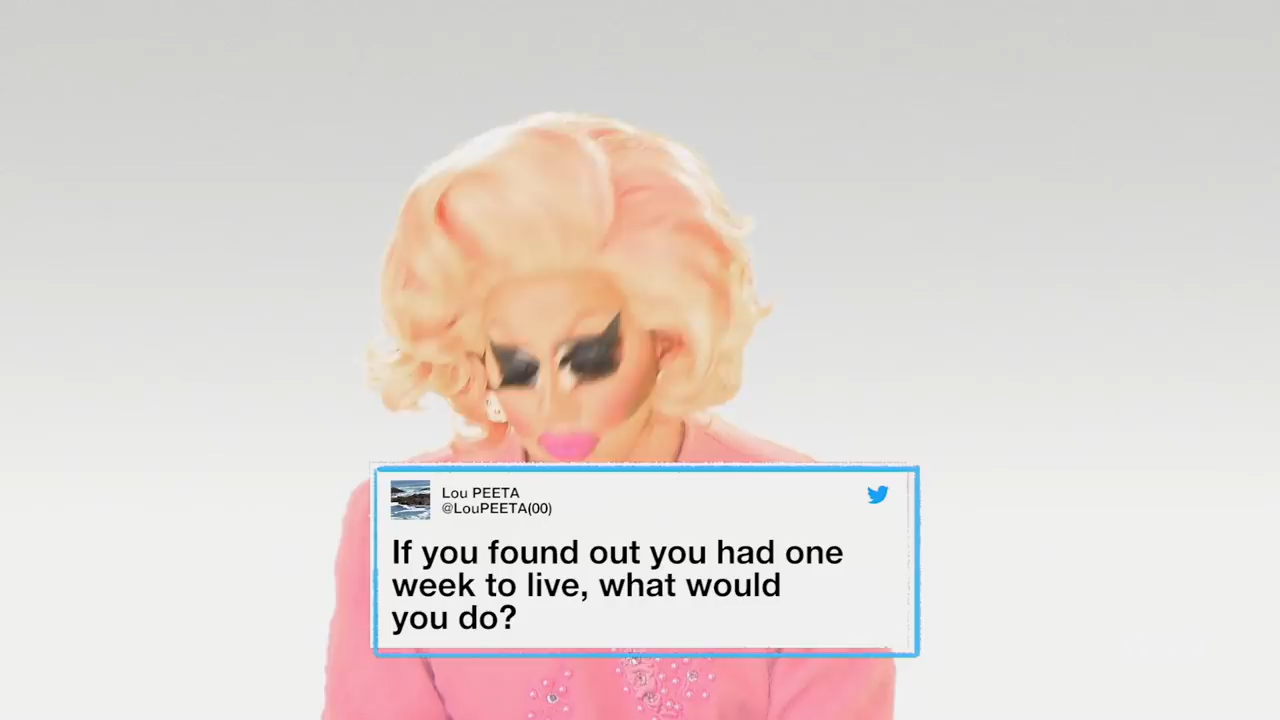 Lou PEETA
@LouPEETA(00)
If you found out you had one
week to live, what would
you do?